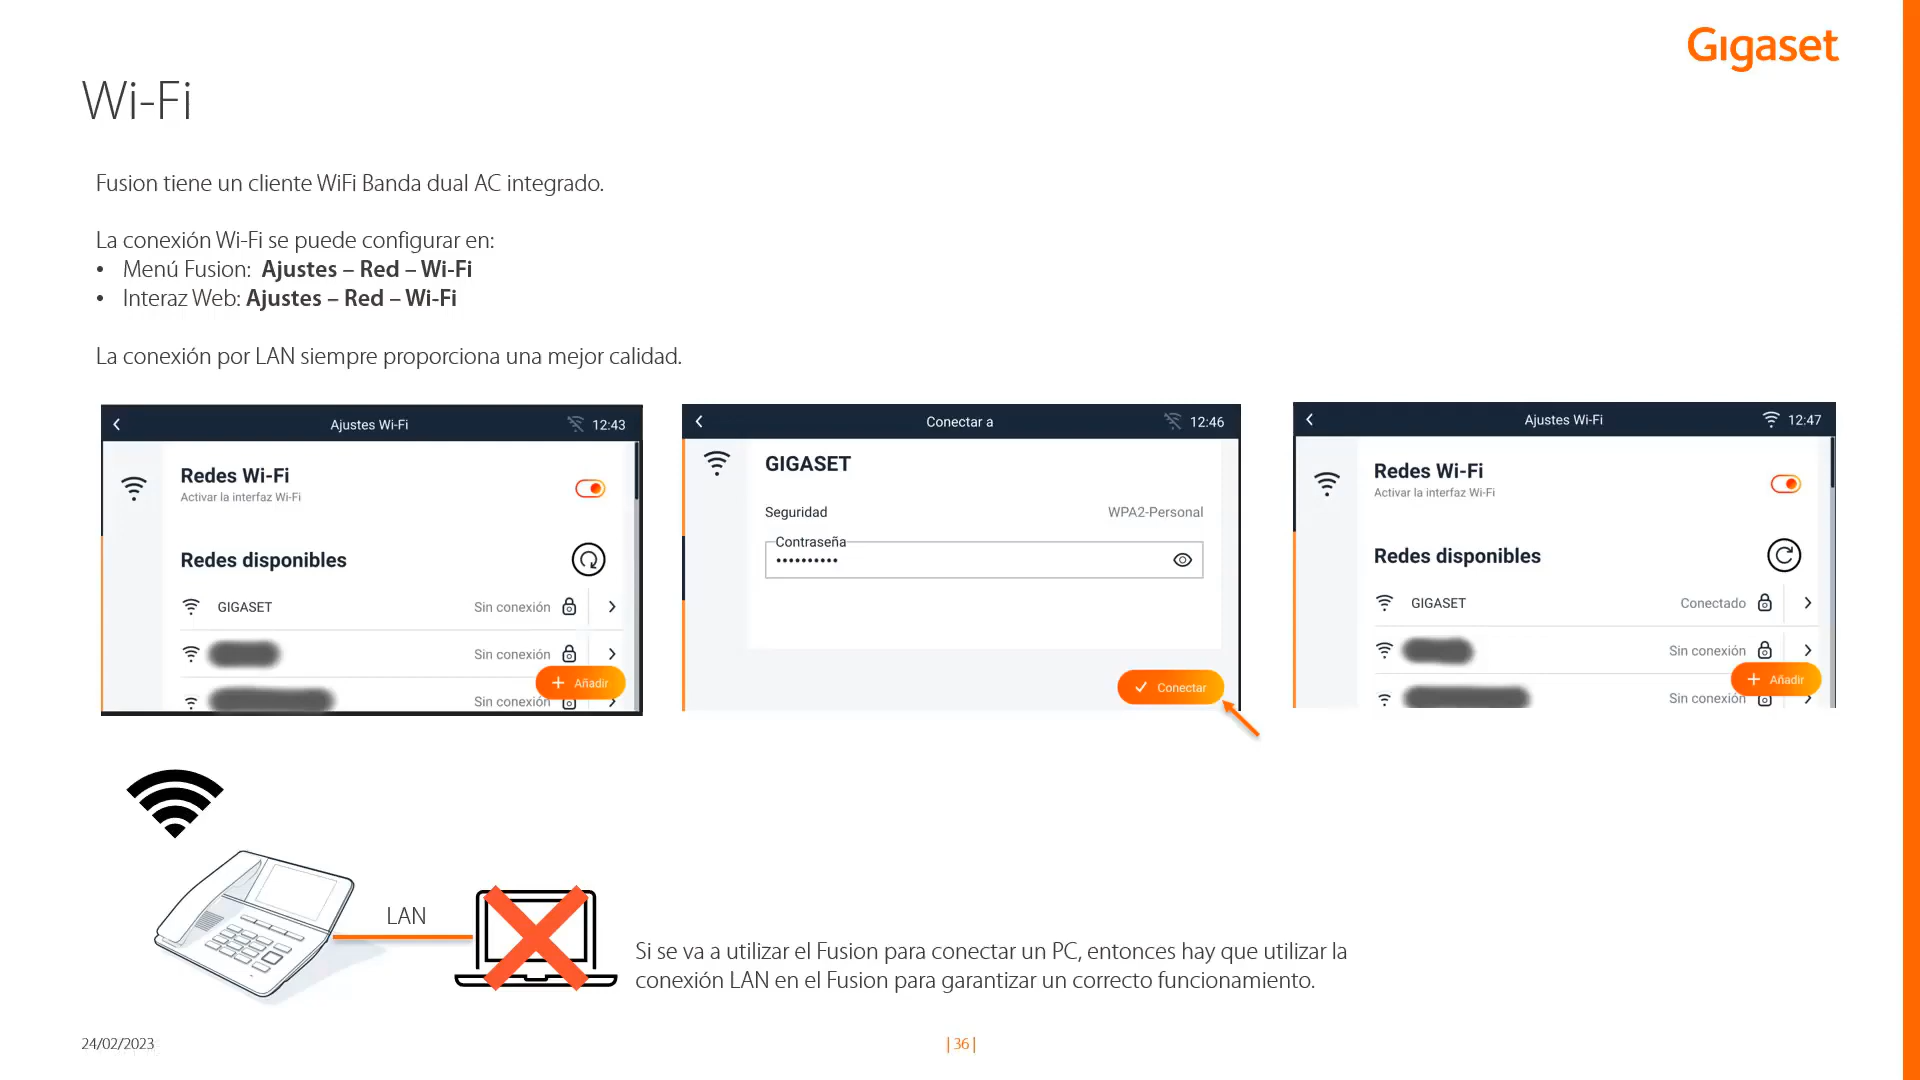 Gigaset
Wi-Fi
Fusion tiene un cliente WiFi Banda dual AC integrado.
La conexión Wi-Fi se puede configurar en:
• Menú Fusion: Ajustes – Red – Wi-Fi
• Interaz Web: Ajustes – Red – Wi-Fi
La conexión por LAN siempre proporciona una mejor calidad.
Ajustes Wi-Fi 12:43
Redes Wi-Fi
Activar la interfaz Wi-Fi
Redes disponibles
GIGASET Sin conexión
Sin conexión
+ Añadir
Sin conexión
Conectar a 12:46
GIGASET
Seguridad WPA2-Personal
Contraseña
••••••••••
Conectar
Ajustes Wi-Fi 12:47
Redes Wi-Fi
Activar la interfaz Wi-Fi
Redes disponibles
GIGASET Conectado
Sin conexión
+ Añadir
Sin conexión
LAN
Si se va a utilizar el Fusion para conectar un PC, entonces hay que utilizar la
conexión LAN en el Fusion para garantizar un correcto funcionamiento.
24/02/2023
| 36 |